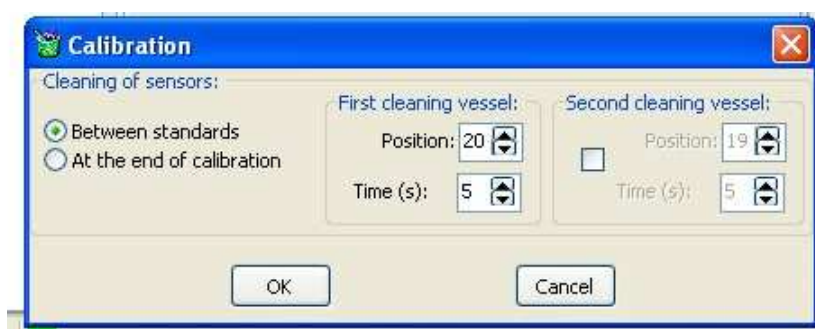 Calibration
Cleaning of sensors:
Between standards
At the end of calibration
First cleaning vessel:
Position: 20
Time (s): 5
Second cleaning vessel:
Position: 19
Time (s): 5
OK
Cancel